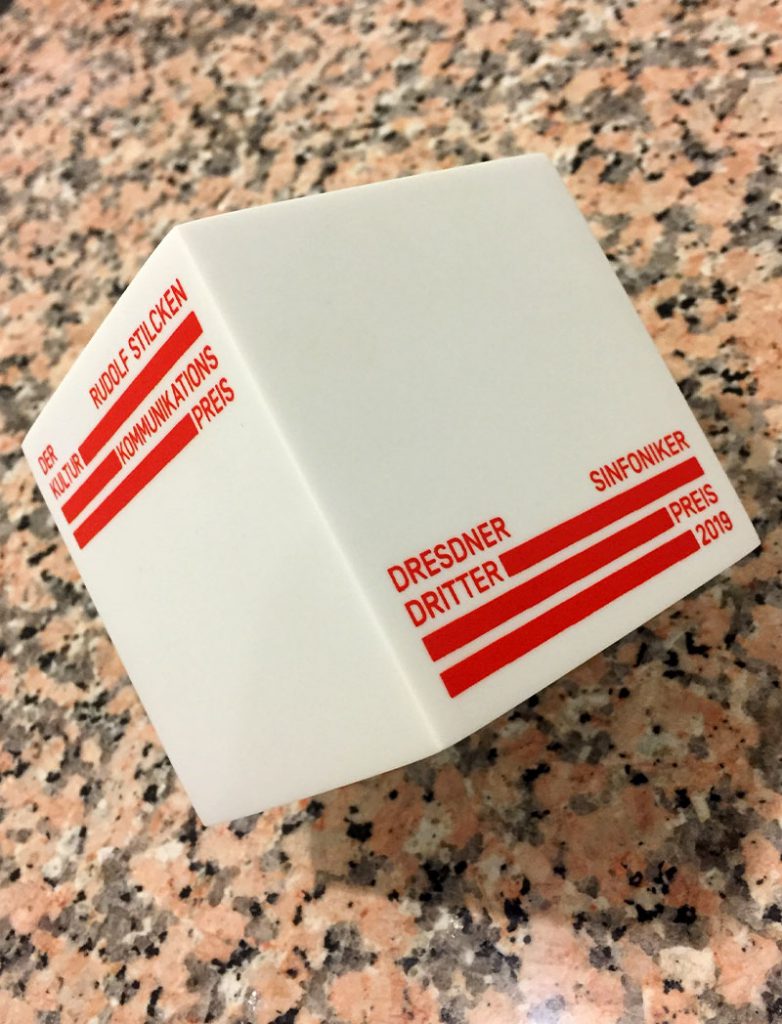 DER RUDOLF STILCKEN
KULTUR KOMMUNIKATIONS
PREIS
DRESDNER SINFONIKER
DRITTER PREIS
2019